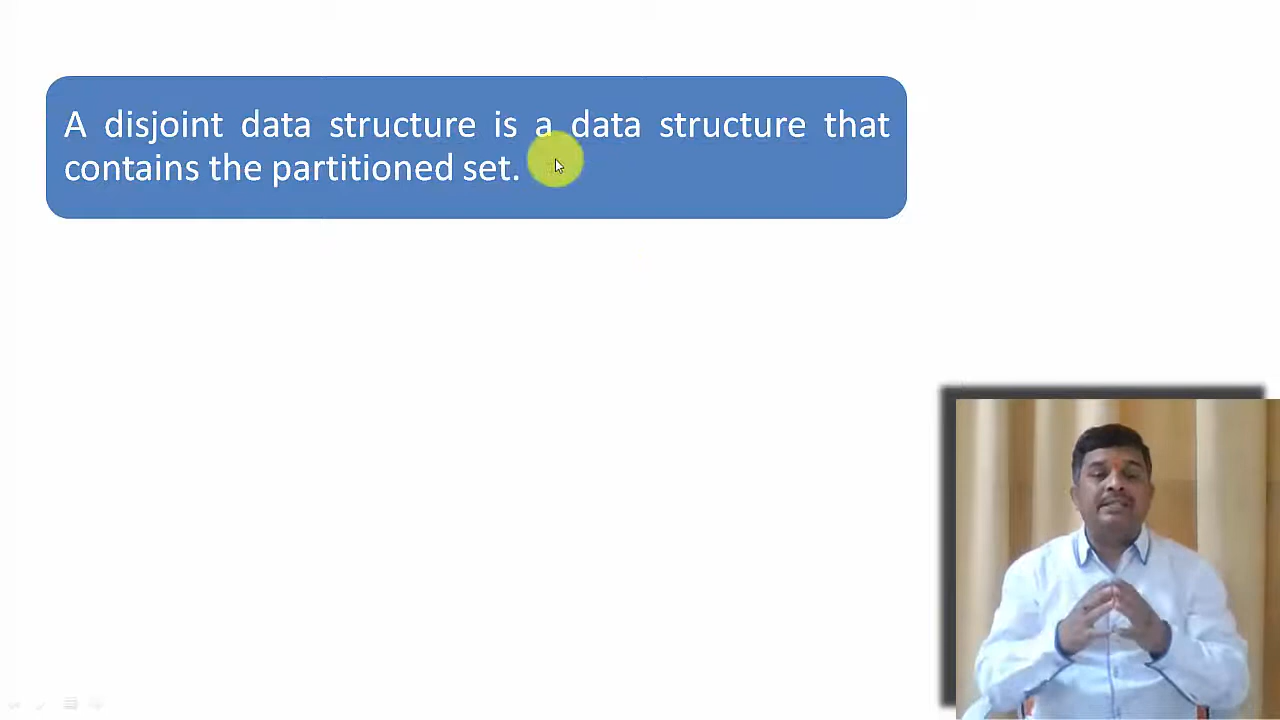 A disjoint data structure is a data structure that
contains the partitioned set.